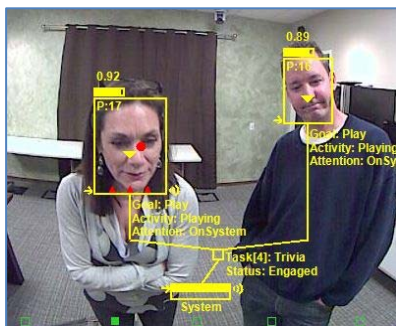 0.92
P:17
0.89
P:16
Goal: Play
Activity: Playing
Attention: OnSystem
Goal: Play
Activity: Playing
Attention: OnSy
Task[4]: Trivia
Status: Engaged
System